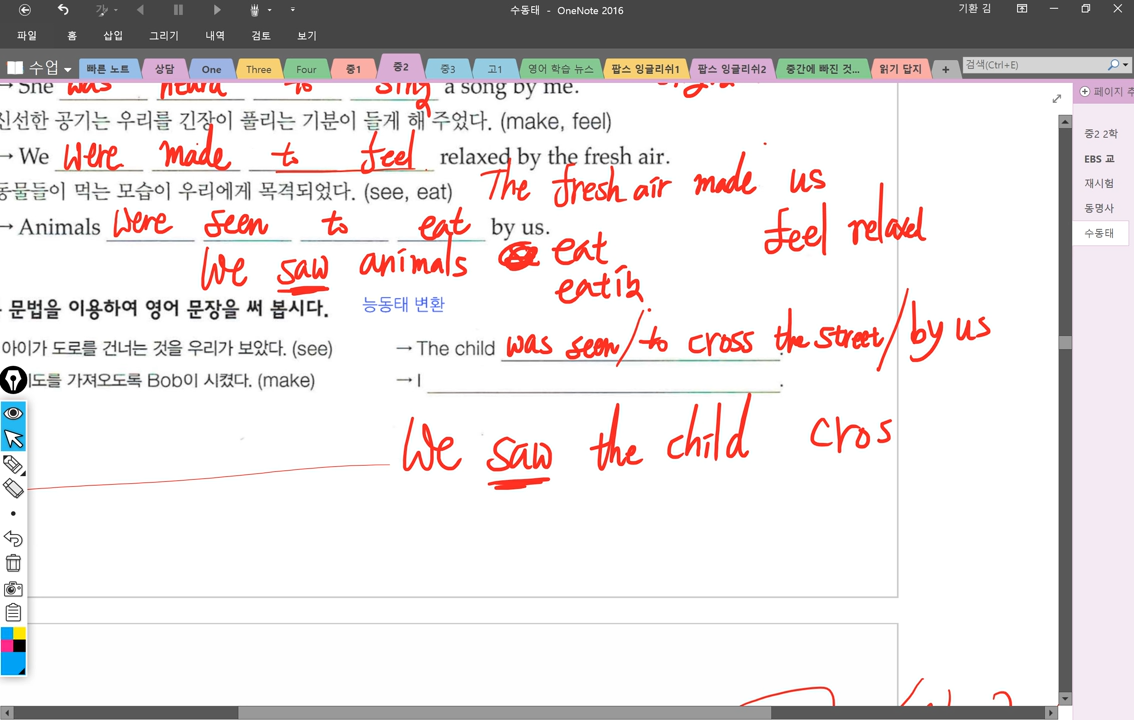 수동태 - OneNote 2016
기환 김
파일 홈 삽입 그리기 내역 검토 보기
수업 빠른 노트 상담 One Three Four 중1 중2 중3 고1 영어 학습 뉴스 팝스 잉글리쉬1 팝스 잉글리쉬2 중간에 빠진 것... 읽기 답지 + 검색(Ctrl+E)
페이지 추
중2 2학
EBS 교
재시험
동명사
수동태
→ She was heard to sing a song by me.
신선한 공기는 우리를 긴장이 풀리는 기분이 들게 해 주었다. (make, feel)
→ We were made to feel relaxed by the fresh air.
The fresh air made us
feel relaxed
동물들이 먹는 모습이 우리에게 목격되었다. (see, eat)
→ Animals were seen to eat by us.
We saw animals eat
eatin
문법을 이용하여 영어 문장을 써 봅시다. 능동태 변환
아이가 도로를 건너는 것을 우리가 보았다. (see) → The child was seen / to cross the street / by us
도를 가져오도록 Bob이 시켰다. (make) → I .
We saw the child cros